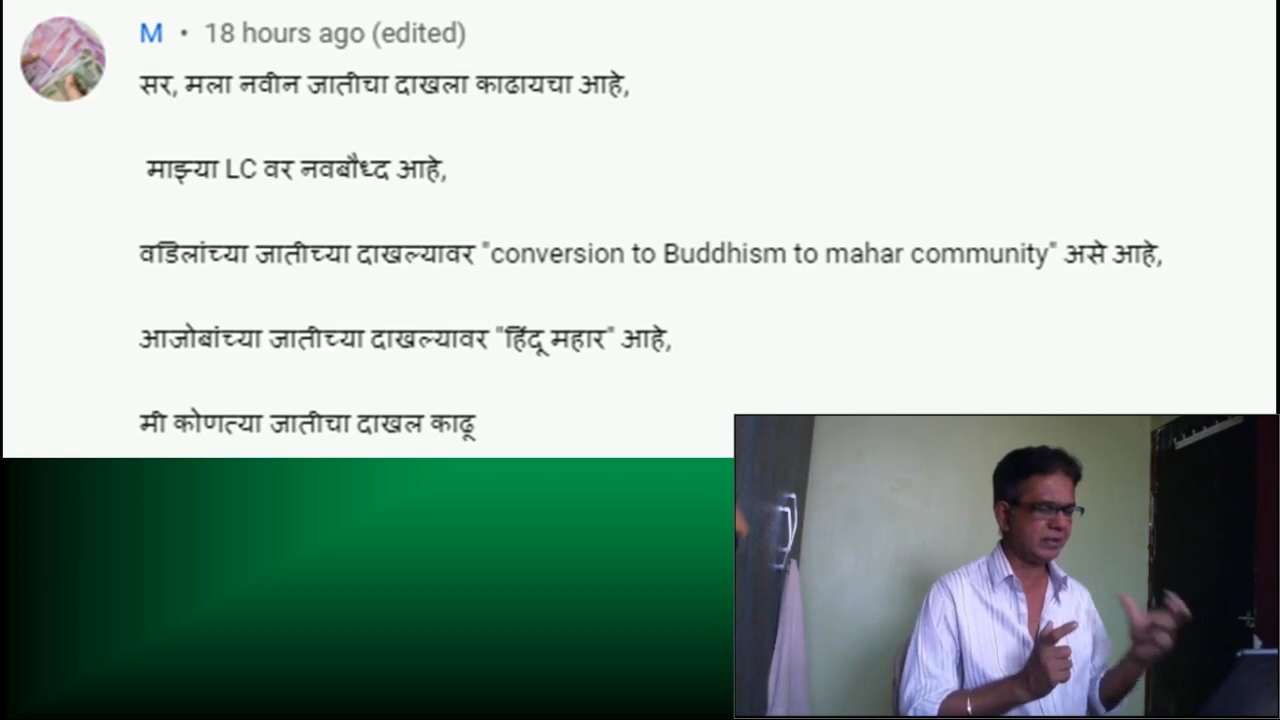 M • 18 hours ago (edited)
सर, मला नवीन जातीचा दाखला काढायचा आहे,
माझ्या LC वर नवबौध्द आहे,
वडिलांच्या जातीच्या दाखल्यावर "conversion to Buddhism to mahar community" असे आहे,
आजोबांच्या जातीच्या दाखल्यावर "हिंदू महार" आहे,
मी कोणत्या जातीचा दाखल काढू